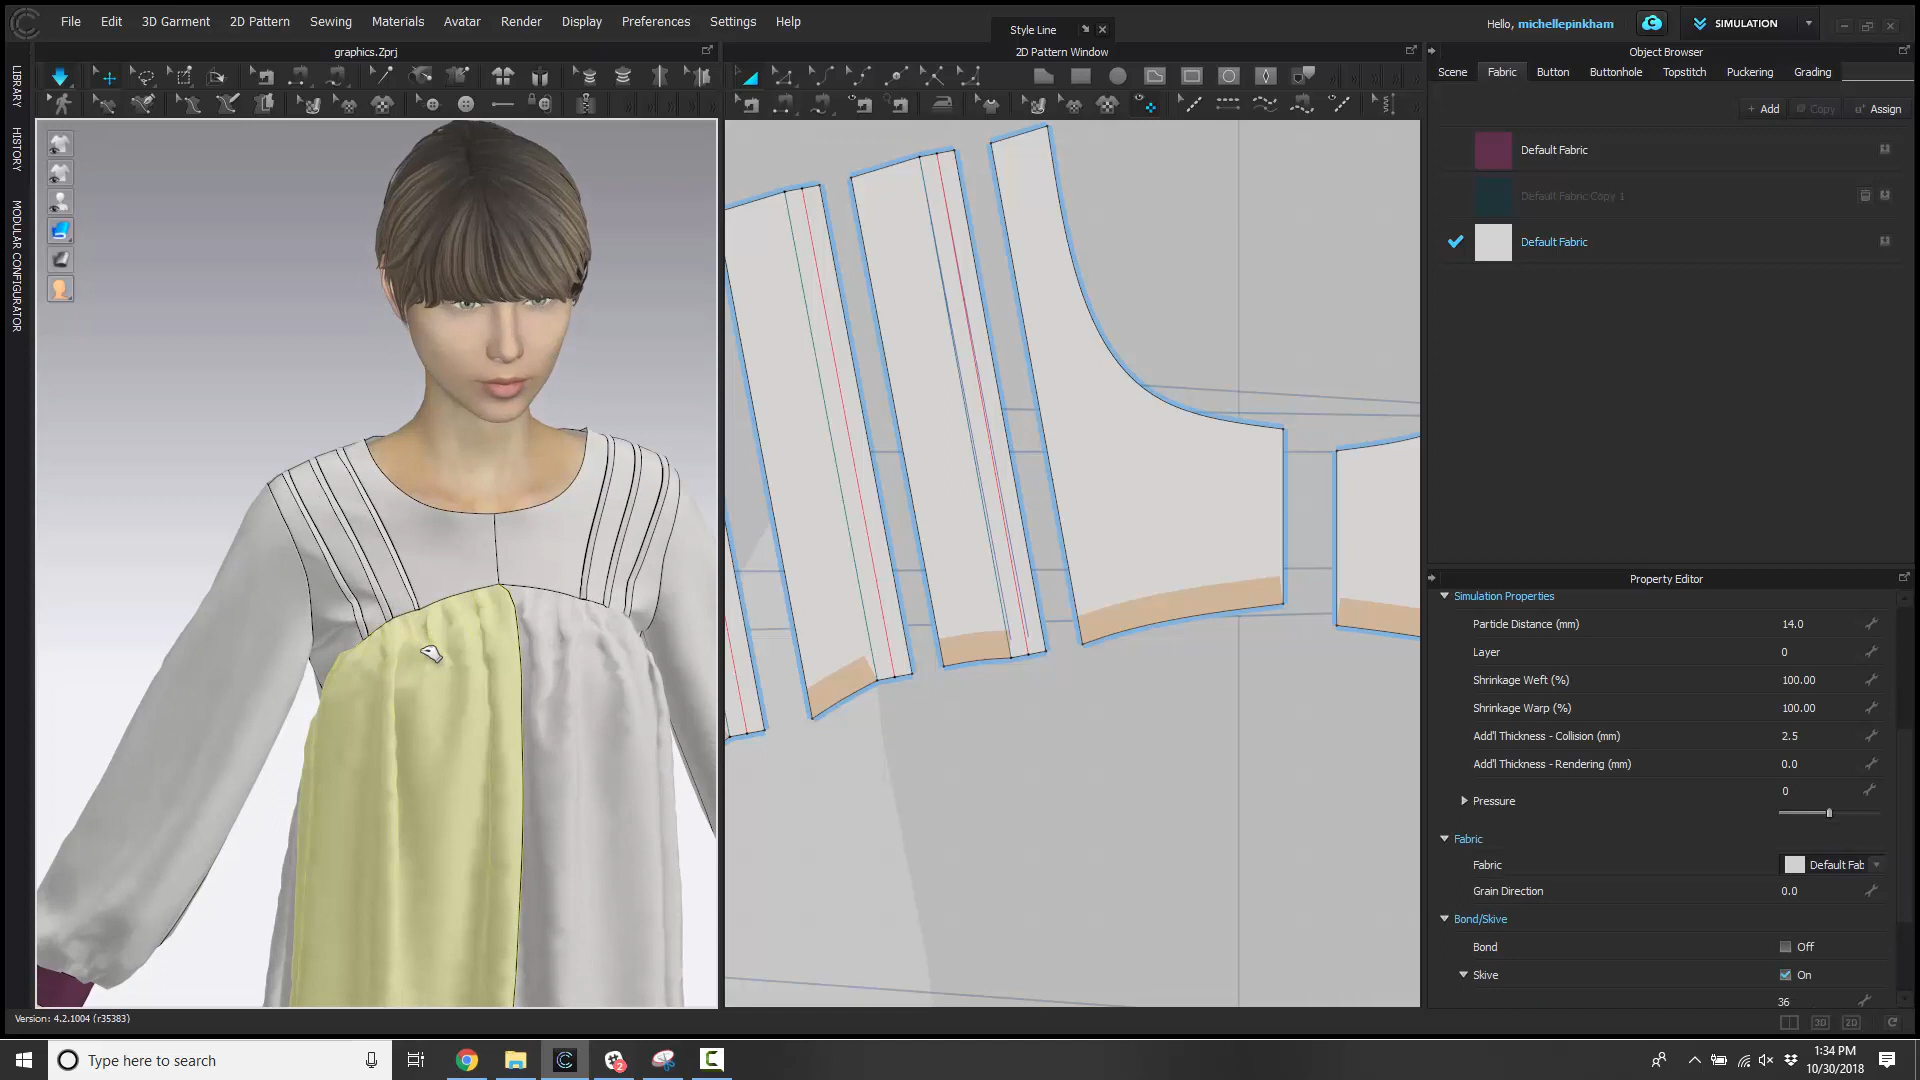 File Edit 3D Garment 2D Pattern Sewing Materials Avatar Render Display Preferences Settings Help
Style Line
Hello, michellepinkham
SIMULATION
graphics.Zprj
2D Pattern Window
Object Browser
Scene Fabric Button Buttonhole Topstitch Puckering Grading
+ Add Copy Assign
LIBRARY
HISTORY
MODULAR CONFIGURATOR
Default Fabric
Default Fabric Copy 1
Default Fabric
Property Editor
Simulation Properties
Particle Distance (mm) 14.0
Layer 0
Shrinkage Weft (%) 100.00
Shrinkage Warp (%) 100.00
Add'l Thickness - Collision (mm) 2.5
Add'l Thickness - Rendering (mm) 0.0
Pressure 0
Fabric
Fabric Default Fab
Grain Direction 0.0
Bond/Skive
Bond Off
Skive On
36
Version: 4.2.1004 (r35383)
3D 2D
Type here to search
2
1:34 PM
10/30/2018